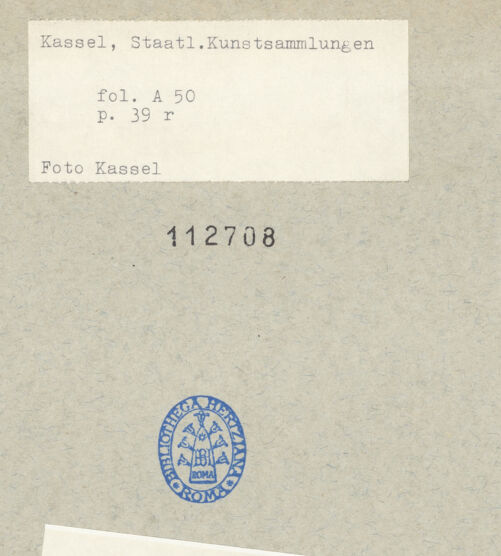 Kassel, Staatl.Kunstsammlungen
fol. A 50
p. 39 r
Foto Kassel
112708
BIBLIOTHECA HERTZIANA
ROMA
ROMA